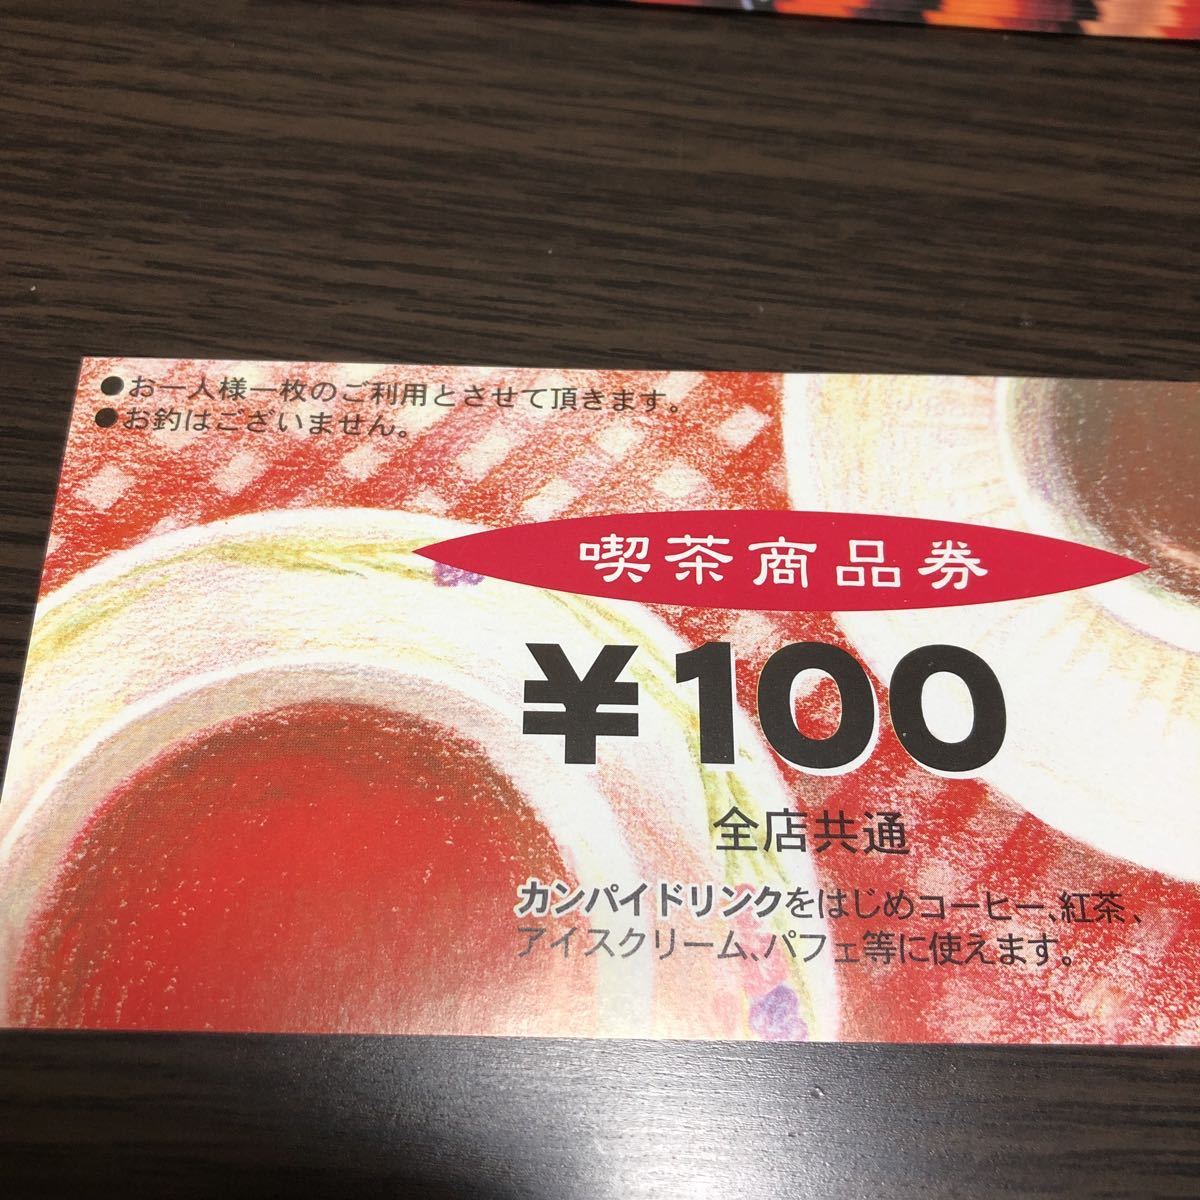 ●お一人様一枚のご利用とさせて頂きます。
●お釣はございません。
喫茶商品券
¥100
全店共通
カンパイドリンクをはじめコーヒー、紅茶、
アイスクリーム、パフェ等に使えます。